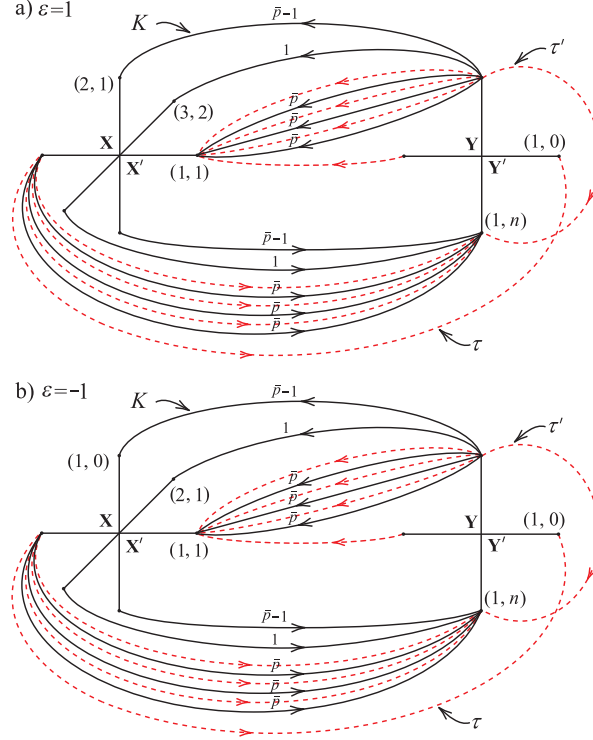 a) ε=1
p̄−1
K
τ′
1
(2, 1)
(3, 2)
p̄
p̄
p̄
X
Y
(1, 0)
X′
(1, 1)
Y′
(1, n)
p̄−1
1
p̄
p̄
p̄
τ
b) ε=−1
p̄−1
K
τ′
1
(1, 0)
(2, 1)
p̄
p̄
p̄
X
Y
(1, 0)
X′
(1, 1)
Y′
(1, n)
p̄−1
1
p̄
p̄
p̄
τ